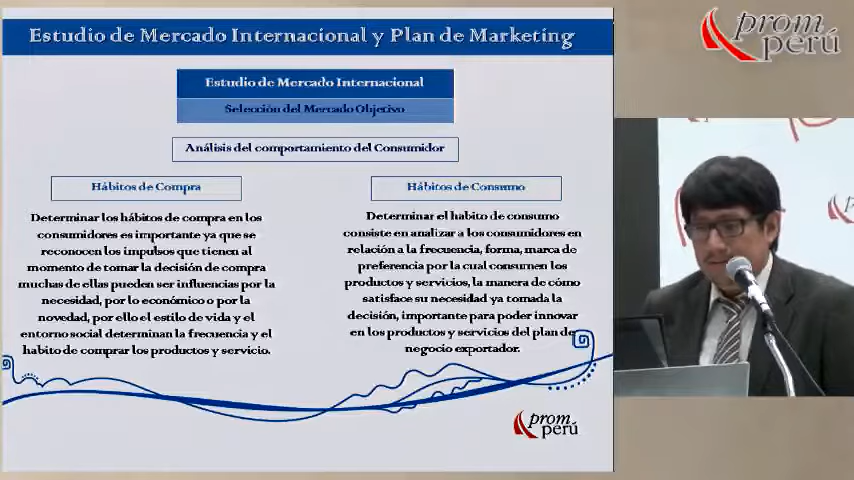 Estudio de Mercado Internacional y Plan de Marketing
prom
perú
Estudio de Mercado Internacional
Selección del Mercado Objetivo
Análisis del comportamiento del Consumidor
Hábitos de Compra
Determinar los hábitos de compra en los
consumidores es importante ya que se
reconocen los impulsos que tienen al
momento de tomar la decisión de compra
muchas de ellas pueden ser influencias por la
necesidad, por lo económico o por la
novedad, por ello el estilo de vida y el
entorno social determinan la frecuencia y el
habito de comprar los productos y servicio.
Hábitos de Consumo
Determinar el habito de consumo
consiste en analizar a los consumidores en
relación a la frecuencia, forma, marca de
preferencia por la cual consumen los
productos y servicios, la manera de cómo
satisface su necesidad ya tomada la
decisión, importante para poder innovar
en los productos y servicios del plan de
negocio exportador.
prom
perú